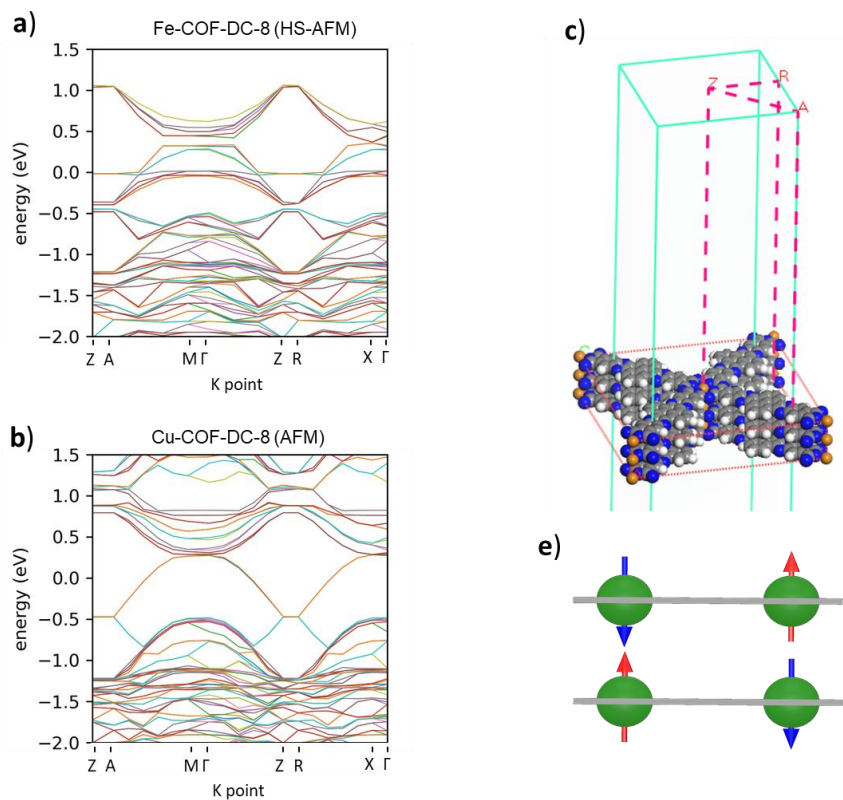 a)
Fe-COF-DC-8 (HS-AFM)
energy (eV)
1.5
1.0
0.5
0.0
−0.5
−1.0
−1.5
−2.0
Z A M Γ Z R X Γ
K point
b)
Cu-COF-DC-8 (AFM)
energy (eV)
1.5
1.0
0.5
0.0
−0.5
−1.0
−1.5
−2.0
Z A M Γ Z R X Γ
K point
c)
Z
R
A
e)